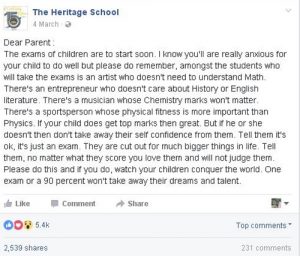 The Heritage School
4 March
Dear Parent :
The exams of children are to start soon. I know you'll are really anxious for
your child to do well but please do remember, amongst the students who
will take the exams is an artist who doesn't need to understand Math.
There's an entrepreneur who doesn't care about History or English
literature. There's a musician whose Chemistry marks won't matter.
There's a sportsperson whose physical fitness is more important than
Physics. If your child does get top marks then great. But if he or she
doesn't then don't take away their self confidence from them. Tell them it's
ok, it's just an exam. They are cut out for much bigger things in life. Tell
them, no matter what they score you love them and will not judge them.
Please do this and if you do, watch your children conquer the world. One
exam or a 90 percent won't take away their dreams and talent.
Like Comment Share
5.4k Top comments
2,539 shares 231 comments